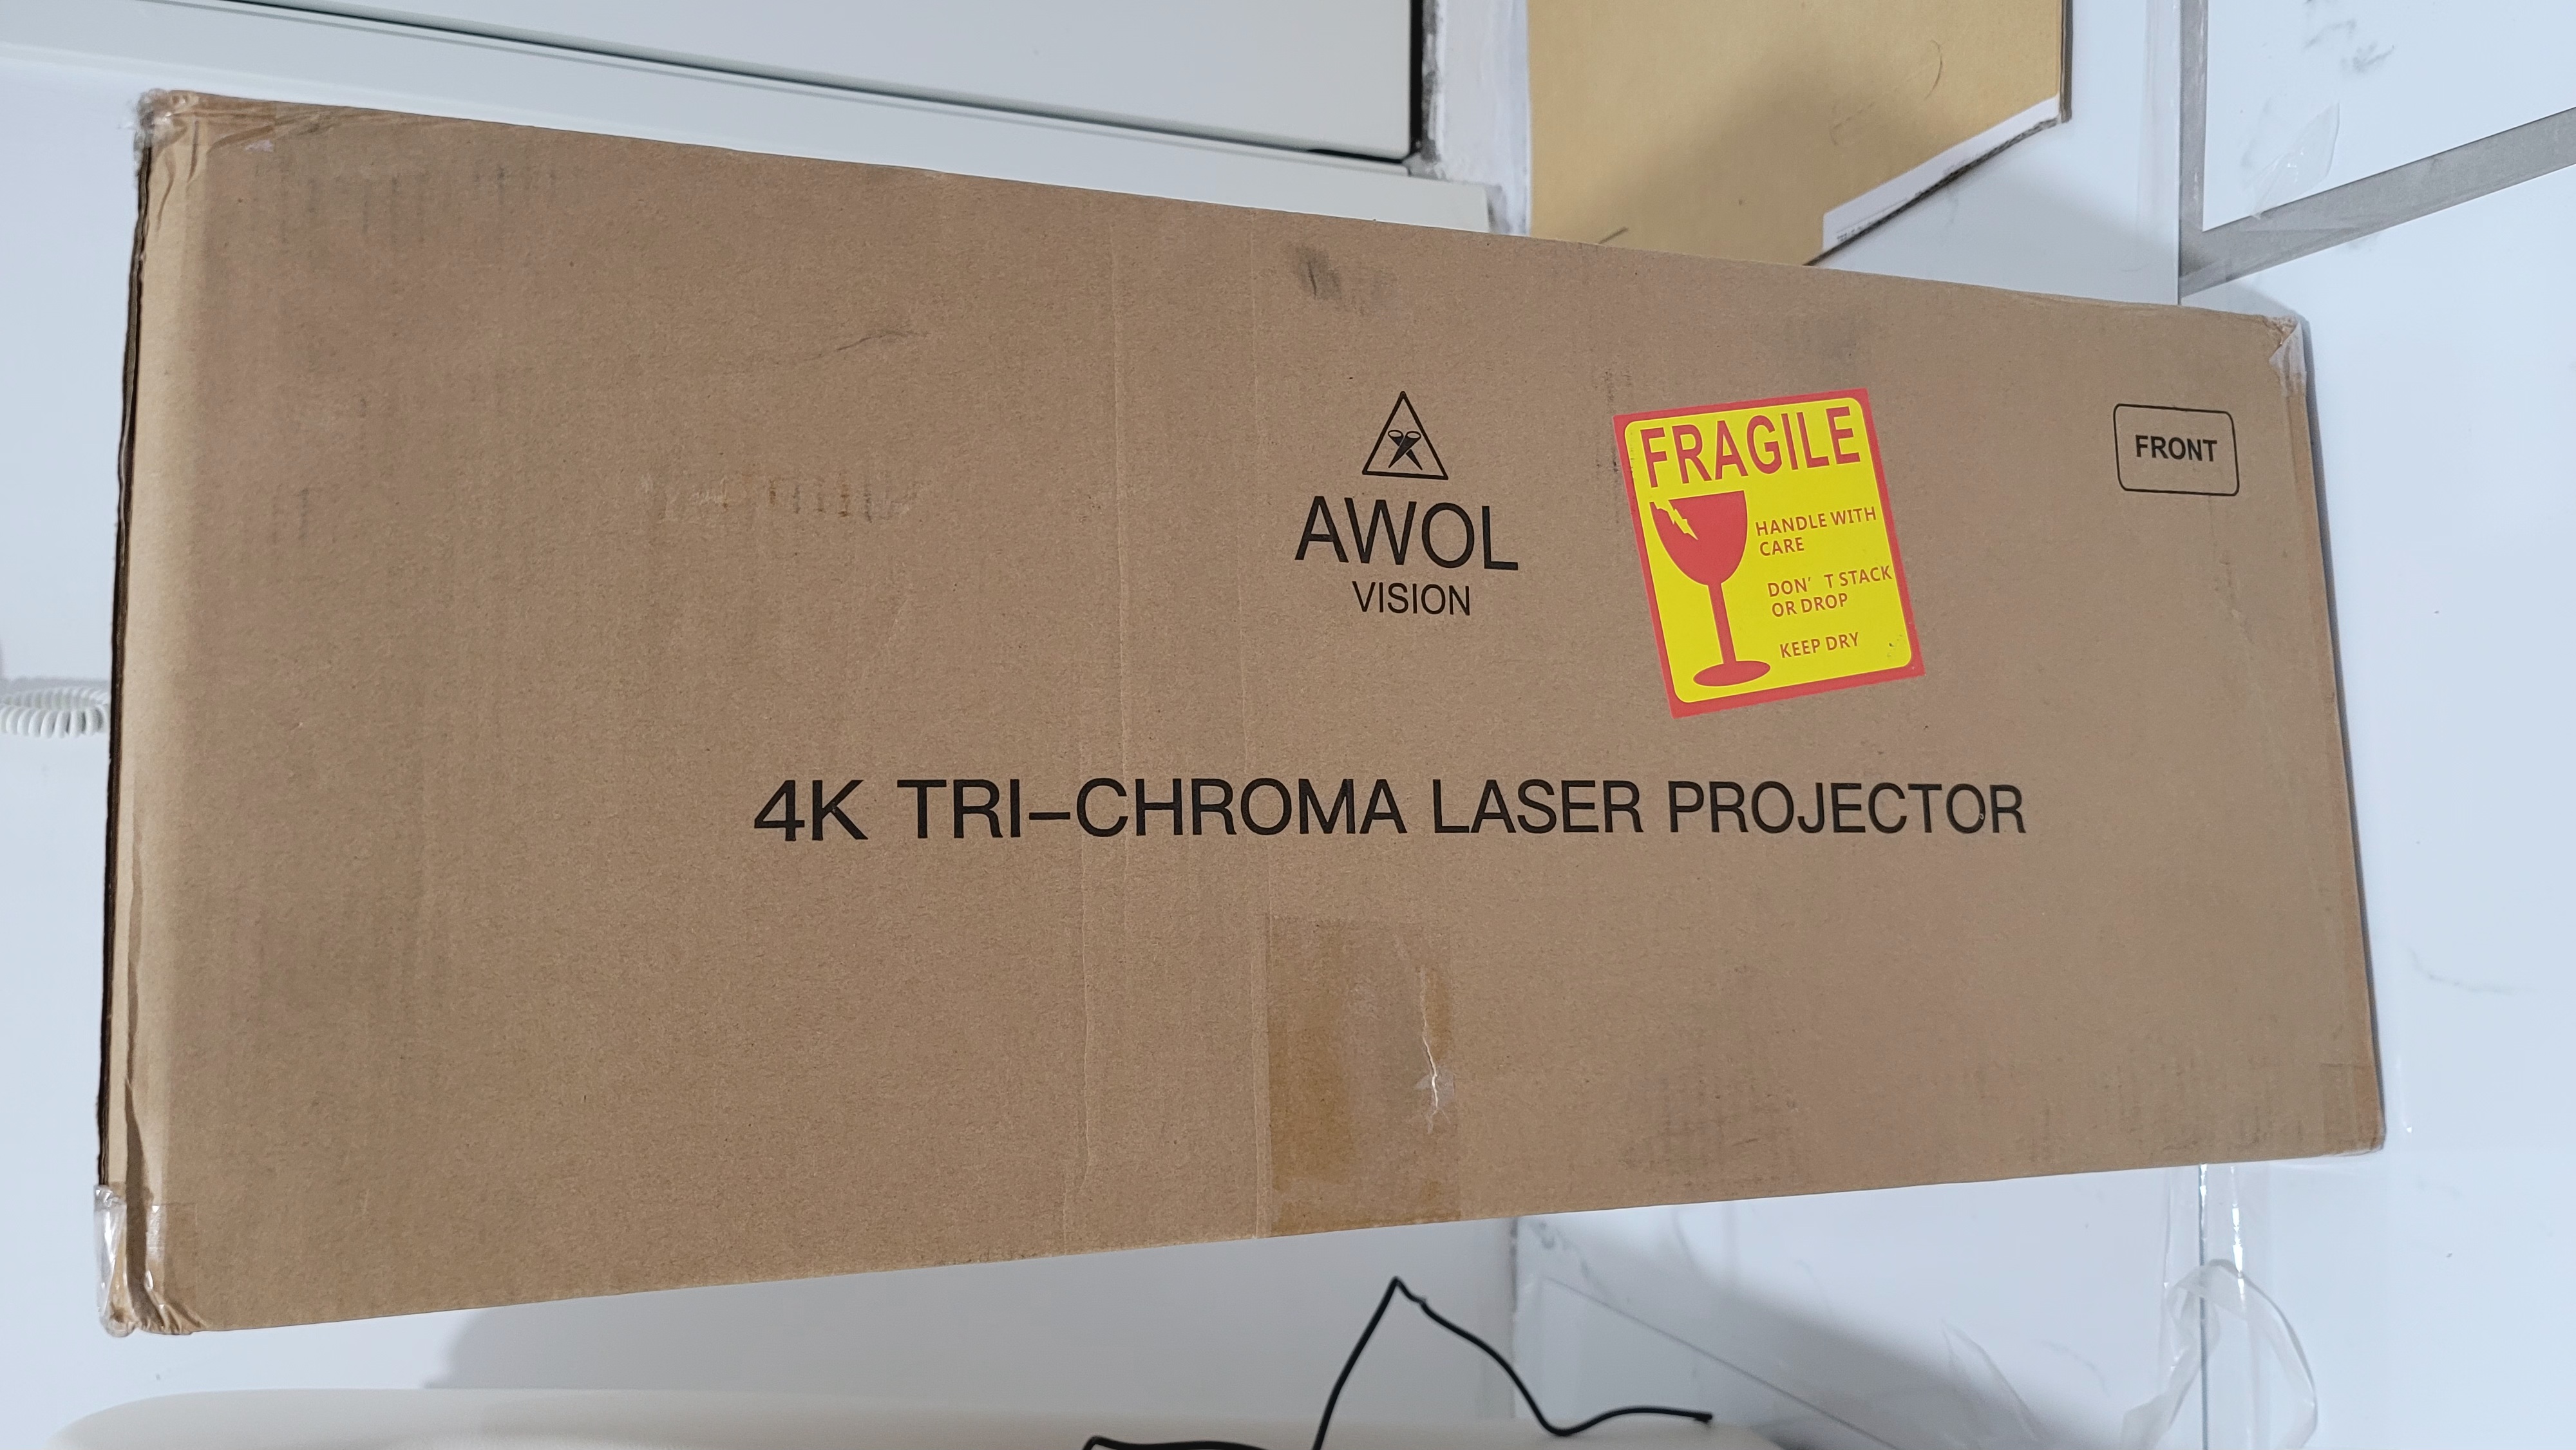 AWOL
VISION
FRAGILE
HANDLE WITH
CARE
DON'T STACK
OR DROP
KEEP DRY
FRONT
4K TRI-CHROMA LASER PROJECTOR